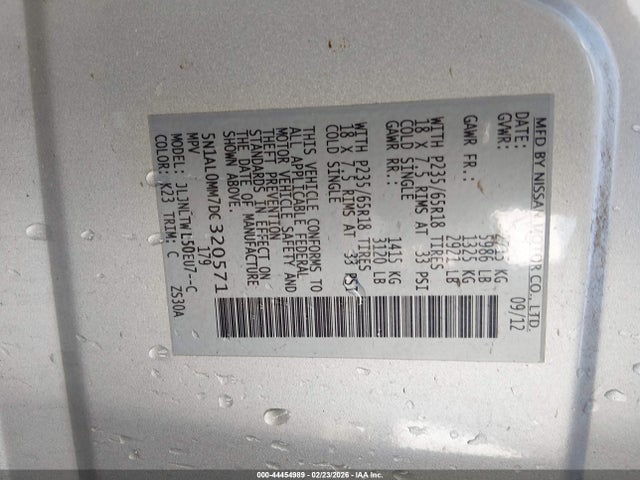 MFD BY NISSAN MOTOR CO., LTD.
DATE: 09/12
GVWR: KG
5986 LB
GAWR FR: 1325 KG
2921 LB
WITH P235/65R18 TIRES
18 X 7.5 RIMS AT 33 PSI
COLD SINGLE
GAWR RR: 1415 KG
3120 LB
WITH P235/65R18 TIRES
18 X 7.5 RIMS AT 33 PSI
COLD SINGLE
THIS VEHICLE CONFORMS TO
ALL APPLICABLE FEDERAL
MOTOR VEHICLE SAFETY AND
THEFT PREVENTION
STANDARDS IN EFFECT ON
THE DATE OF MANUFACTURE
SHOWN ABOVE.
5N1AL0MM7DC320571
MPV 179
MODEL: JLJNLTWL50EU7--C
COLOR: K23 TRIM: C ZS30A
000-44454989 - 02/23/2026 - IAA Inc.